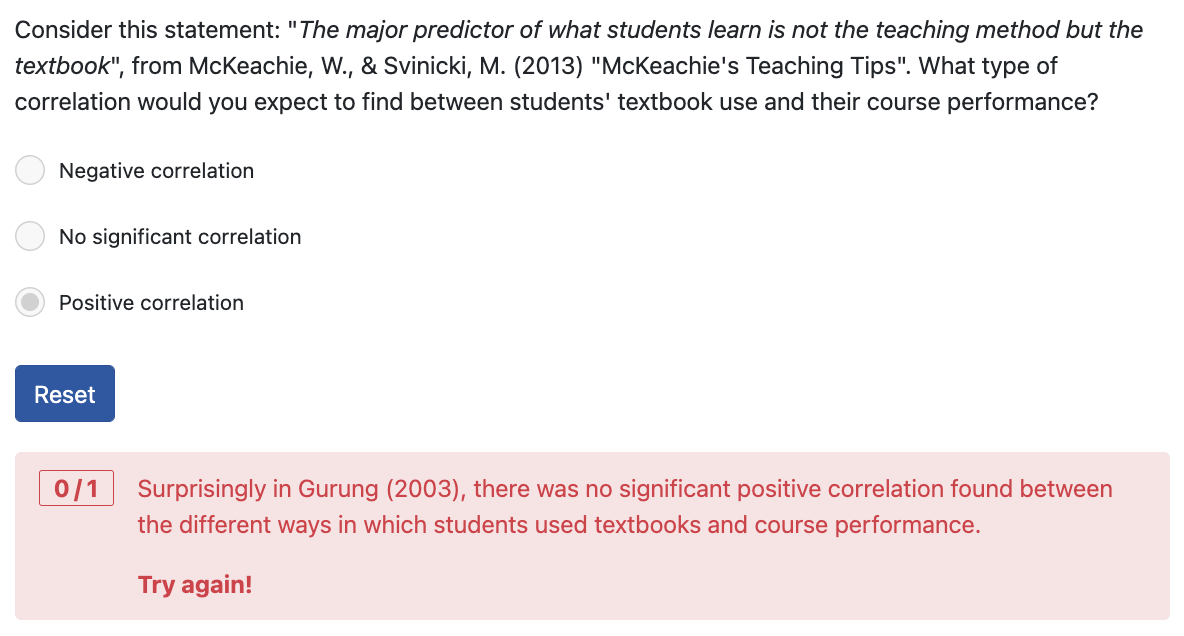 Consider this statement: "The major predictor of what students learn is not the teaching method but the
textbook", from McKeachie, W., & Svinicki, M. (2013) "McKeachie's Teaching Tips". What type of
correlation would you expect to find between students' textbook use and their course performance?
Negative correlation
No significant correlation
Positive correlation
Reset
0/1 Surprisingly in Gurung (2003), there was no significant positive correlation found between
the different ways in which students used textbooks and course performance.
Try again!